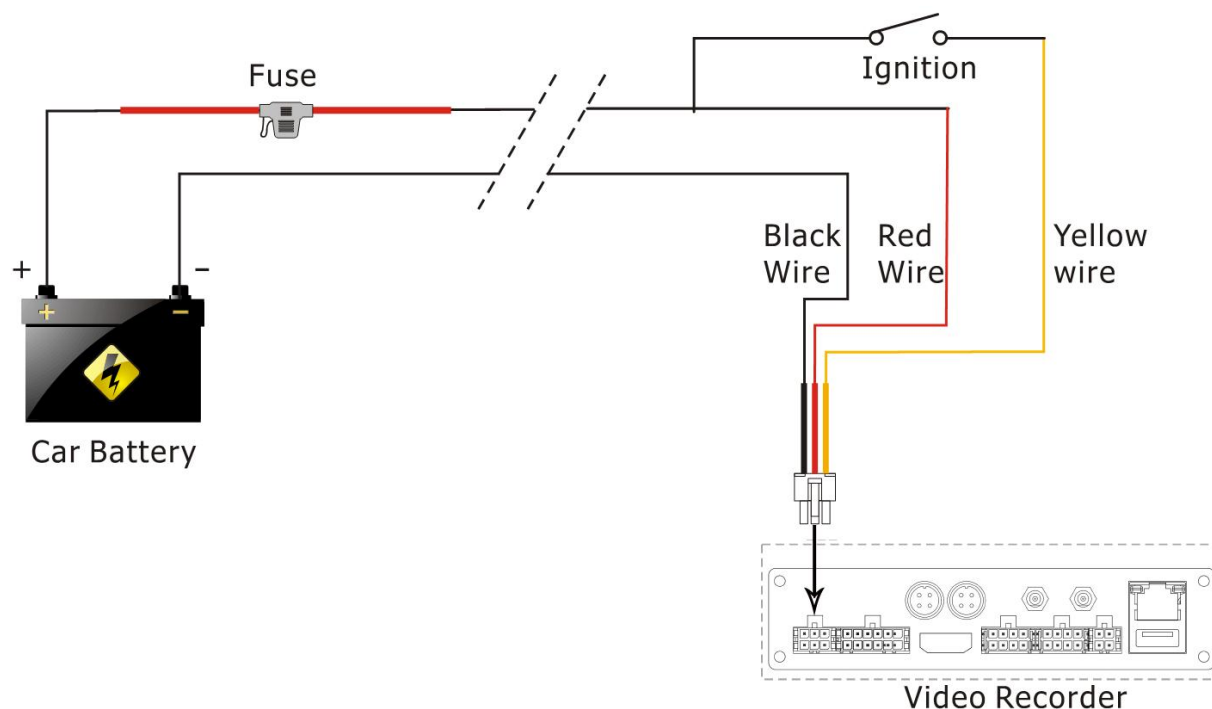 Ignition
Fuse
Black
Wire
Red
Wire
Yellow
wire
+
-
+
-
Car Battery
Video Recorder